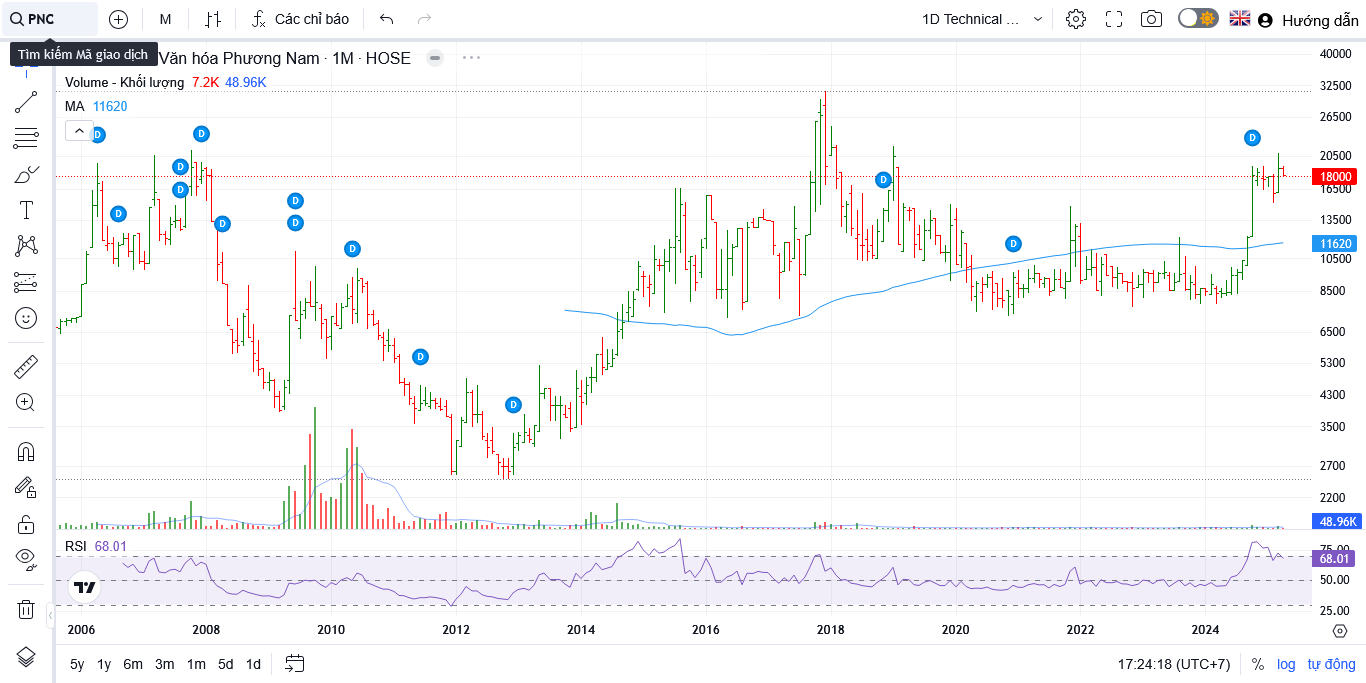 PNC
M
Các chỉ báo
1D Technical ...
Hướng dẫn
Tìm kiếm Mã giao dịch
Văn hóa Phương Nam · 1M · HOSE
Volume - Khối lượng 7.2K 48.96K
MA 11620
D
D
D
D
D
D
D
D
D
D
D
D
D
D
40000
32500
26500
20500
18000
16500
13500
11620
10500
8500
6500
5300
4300
3500
2700
2200
48.96K
RSI 68.01
75.00
68.01
50.00
25.00
2006 2008 2010 2012 2014 2016 2018 2020 2022 2024
5y 1y 6m 3m 1m 5d 1d
17:24:18 (UTC+7) % log tự động